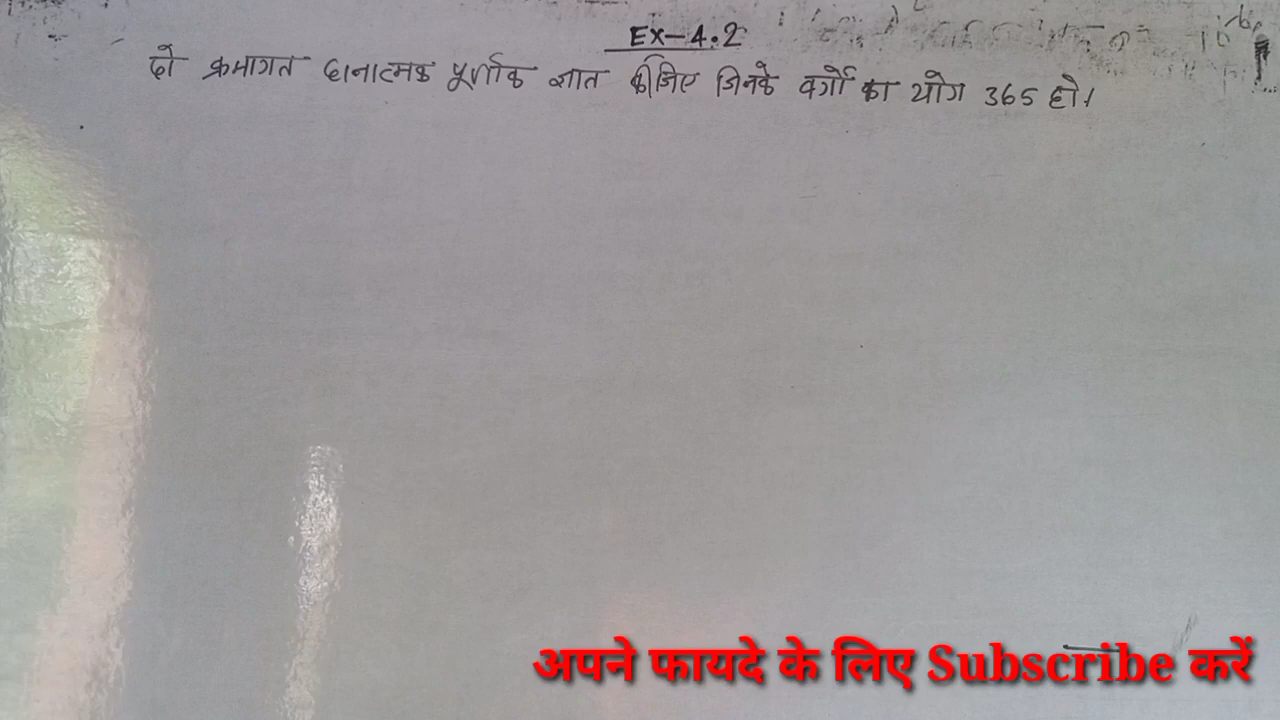 Ex-4.2
दो क्रमागत धनात्मक पूर्णांक ज्ञात कीजिए जिनके वर्गों का योग 365 हो।
अपने फायदे के लिए Subscribe करें